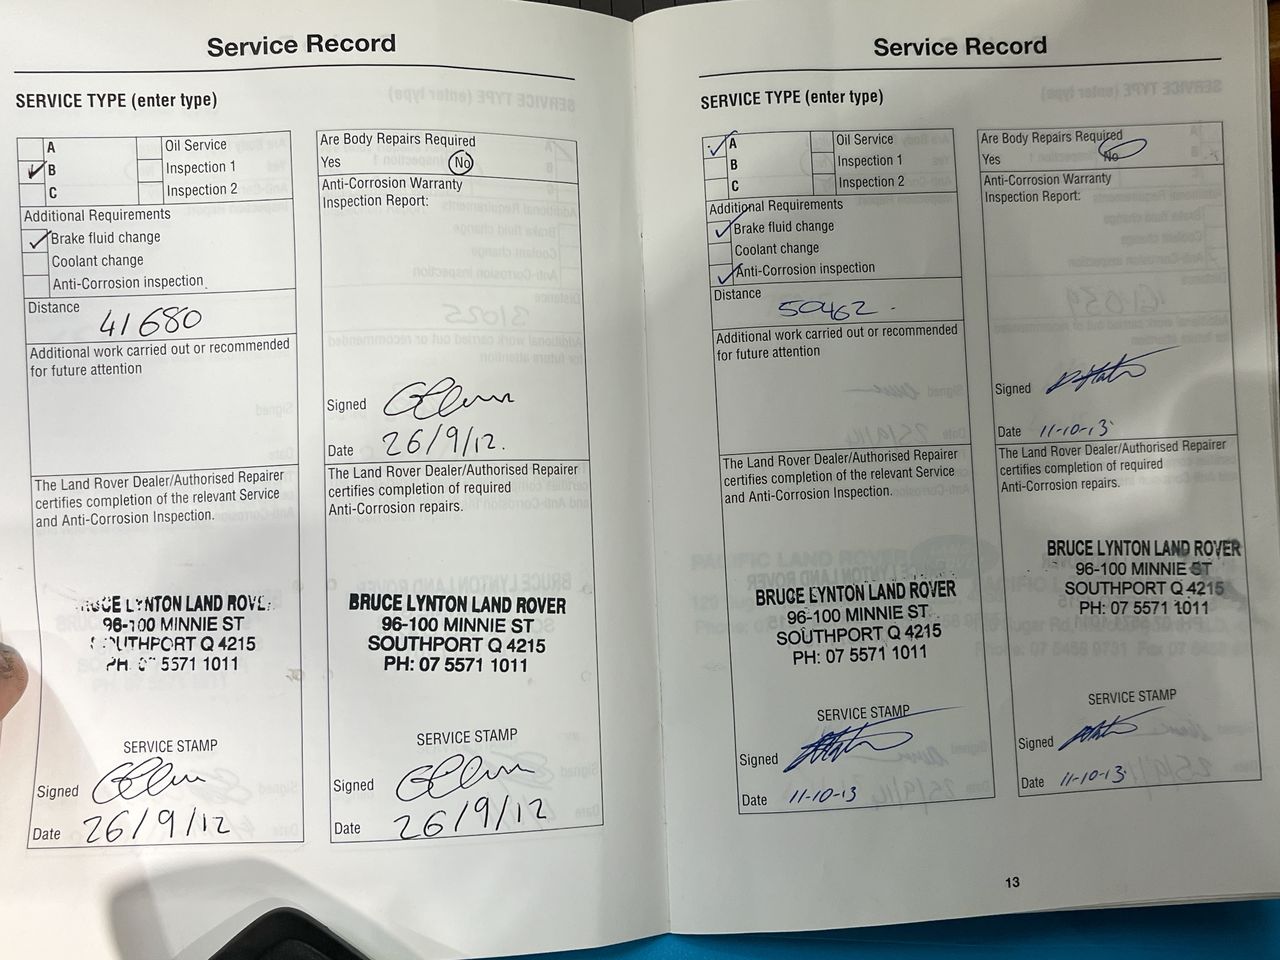 Service Record
SERVICE TYPE (enter type)
A
B
C
Oil Service
Inspection 1
Inspection 2
Additional Requirements
Brake fluid change
Coolant change
Anti-Corrosion inspection
Distance
41680
Additional work carried out or recommended
for future attention
The Land Rover Dealer/Authorised Repairer
certifies completion of the relevant Service
and Anti-Corrosion Inspection.
BRUCE LYNTON LAND ROVER
96-100 MINNIE ST
SOUTHPORT Q 4215
PH: 07 5571 1011
SERVICE STAMP
Signed
Date 26/9/12
Are Body Repairs Required
Yes No
Anti-Corrosion Warranty
Inspection Report:
Signed
Date 26/9/12.
The Land Rover Dealer/Authorised Repairer
certifies completion of required
Anti-Corrosion repairs.
BRUCE LYNTON LAND ROVER
96-100 MINNIE ST
SOUTHPORT Q 4215
PH: 07 5571 1011
SERVICE STAMP
Signed
Date 26/9/12
Service Record
SERVICE TYPE (enter type)
A
B
C
Oil Service
Inspection 1
Inspection 2
Additional Requirements
Brake fluid change
Coolant change
Anti-Corrosion inspection
Distance
50462
Additional work carried out or recommended
for future attention
The Land Rover Dealer/Authorised Repairer
certifies completion of the relevant Service
and Anti-Corrosion Inspection.
BRUCE LYNTON LAND ROVER
96-100 MINNIE ST
SOUTHPORT Q 4215
PH: 07 5571 1011
SERVICE STAMP
Signed
Date 11-10-13
Are Body Repairs Required
Yes No
Anti-Corrosion Warranty
Inspection Report:
Signed
Date 11-10-13
The Land Rover Dealer/Authorised Repairer
certifies completion of required
Anti-Corrosion repairs.
BRUCE LYNTON LAND ROVER
96-100 MINNIE ST
SOUTHPORT Q 4215
PH: 07 5571 1011
SERVICE STAMP
Signed
Date 11-10-13
13